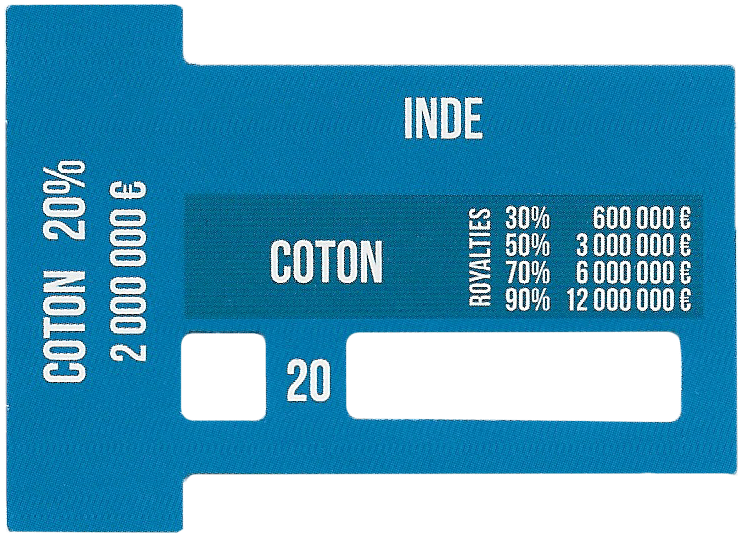 COTON 20%
2 000 000 €
INDE
COTON
ROYALTIES
30% 600 000 €
50% 3 000 000 €
70% 6 000 000 €
90% 12 000 000 €
20